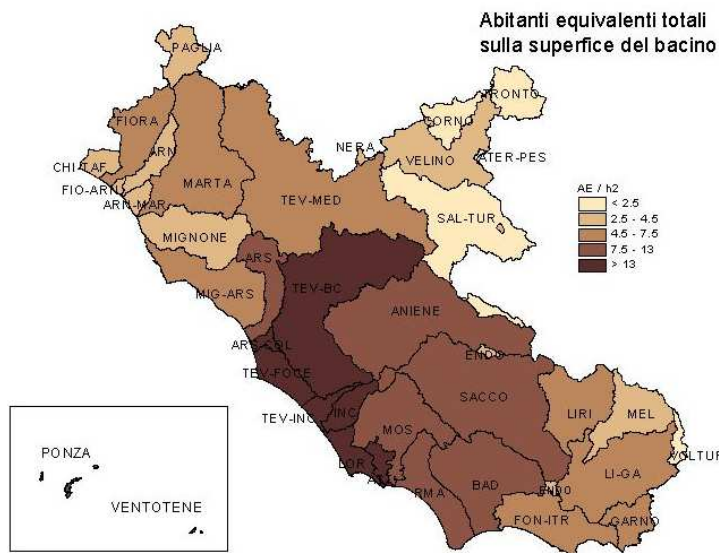 Abitanti equivalenti totali
sulla superfice del bacino
PAGLIA
TRONTO
CORNO
FIORA
ARN
NERA
VELINO
ATER-PES
CHI-TAF
FIO-ARN
MARTA
ARN-MAR
TEV-MED
SAL-TUR
AE / h2
< 2.5
2.5 - 4.5
4.5 - 7.5
7.5 - 13
> 13
MIGNONE
ARS
TEV-BC
MIG-ARS
ANIENE
ARS-COL
ENDO
TEV-FOCE
SACCO
TEV-INC
INC
LIRI
MEL
MOS
PONZA
LOR
VOLTUR
LI-GA
RMA
BAD
ENDO
VENTOTENE
FON-ITR
GARNO